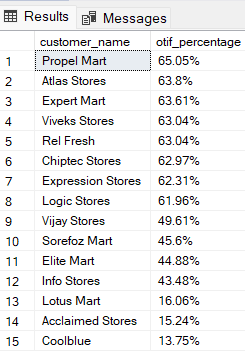 Results Messages
customer_name otif_percentage
1 Propel Mart 65.05%
2 Atlas Stores 63.8%
3 Expert Mart 63.61%
4 Viveks Stores 63.04%
5 Rel Fresh 63.04%
6 Chiptec Stores 62.97%
7 Expression Stores 62.31%
8 Logic Stores 61.96%
9 Vijay Stores 49.61%
10 Sorefoz Mart 45.6%
11 Elite Mart 44.88%
12 Info Stores 43.48%
13 Lotus Mart 16.06%
14 Acclaimed Stores 15.24%
15 Coolblue 13.75%